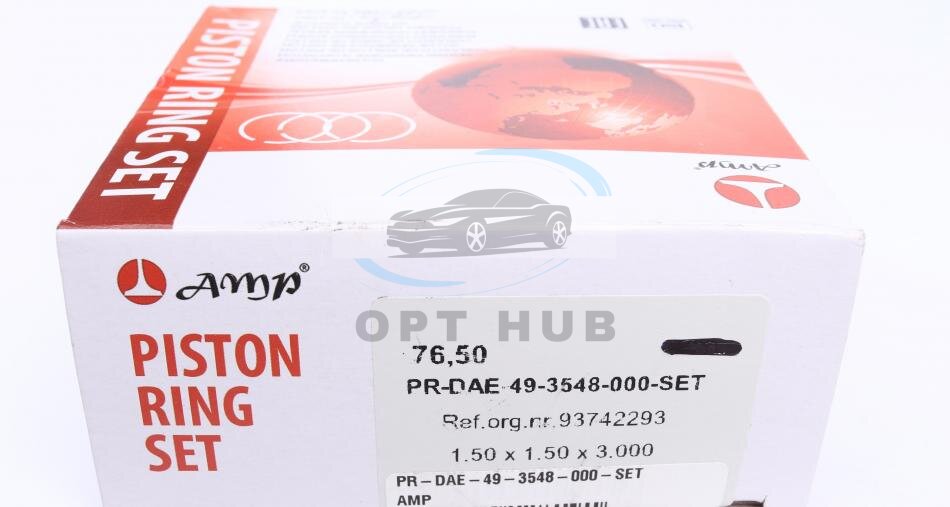 PISTON RING SET
AMP
AMP®
PISTON
RING
SET
OPT HUB
76,50
PR-DAE 49-3548-000-SET
Ref.org.nr.93742293
1.50 x 1.50 x 3.000
PR-DAE-49-3548-000-SET
AMP